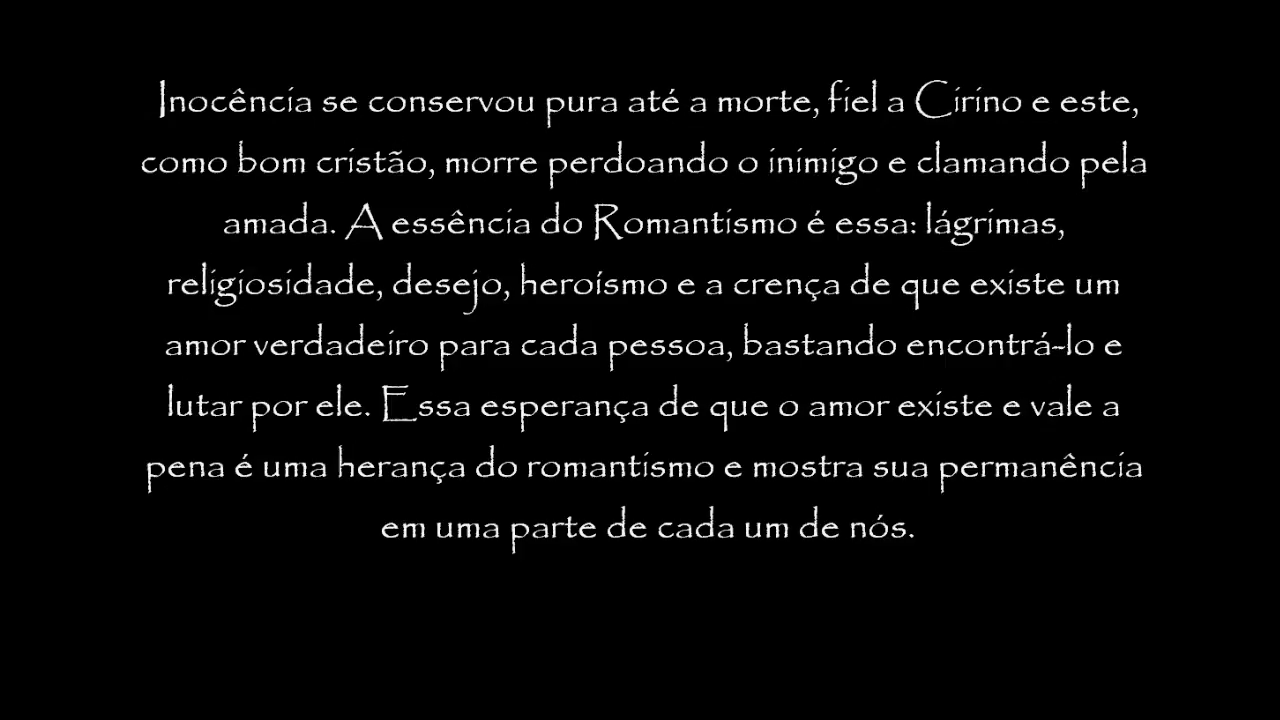 Inocência se conservou pura até a morte, fiel a Cirino e este,
como bom cristão, morre perdoando o inimigo e clamando pela
amada. A essência do Romantismo é essa: lágrimas,
religiosidade, desejo, heroísmo e a crença de que existe um
amor verdadeiro para cada pessoa, bastando encontrá-lo e
lutar por ele. Essa esperança de que o amor existe e vale a
pena é uma herança do romantismo e mostra sua permanência
em uma parte de cada um de nós.